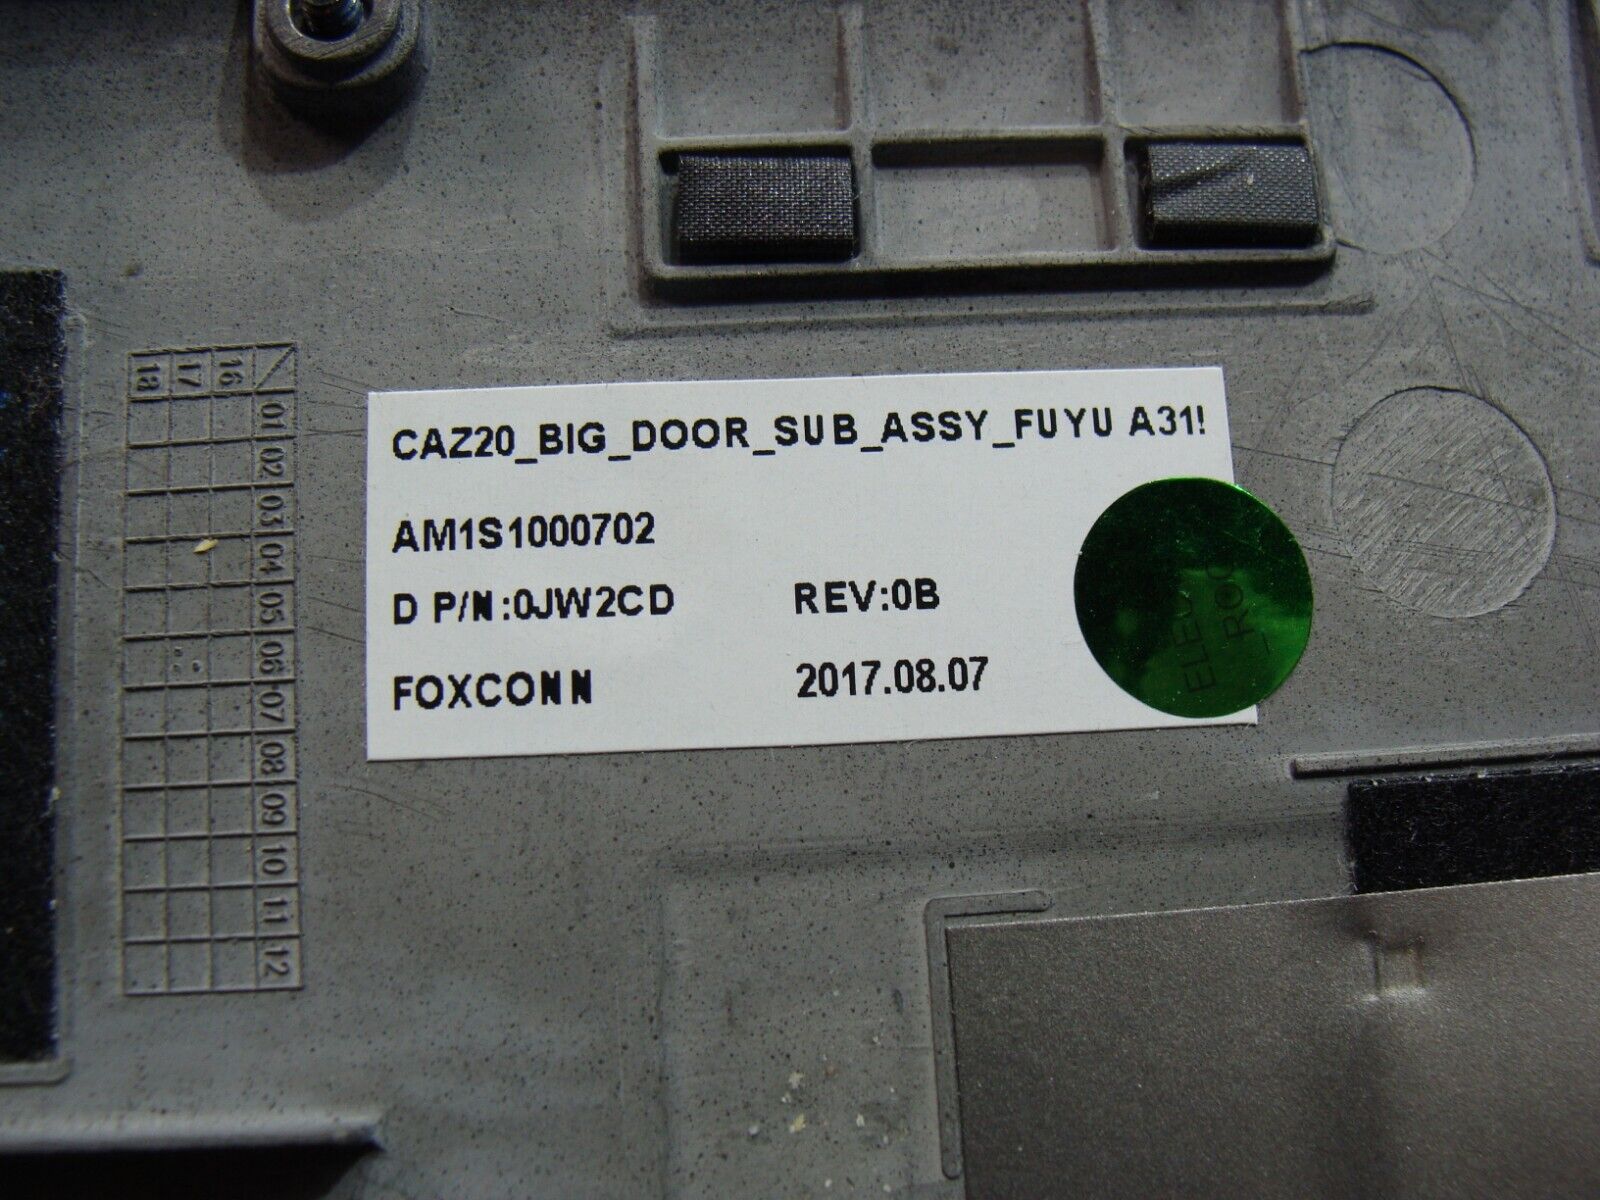 CAZ20_BIG_DOOR_SUB_ASSY_FUYU A31!
AM1S1000702
D P/N:0JW2CD REV:0B
FOXCONN 2017.08.07
18 17 16
01
02
03
04
05
06
07
08
09
10
11
12